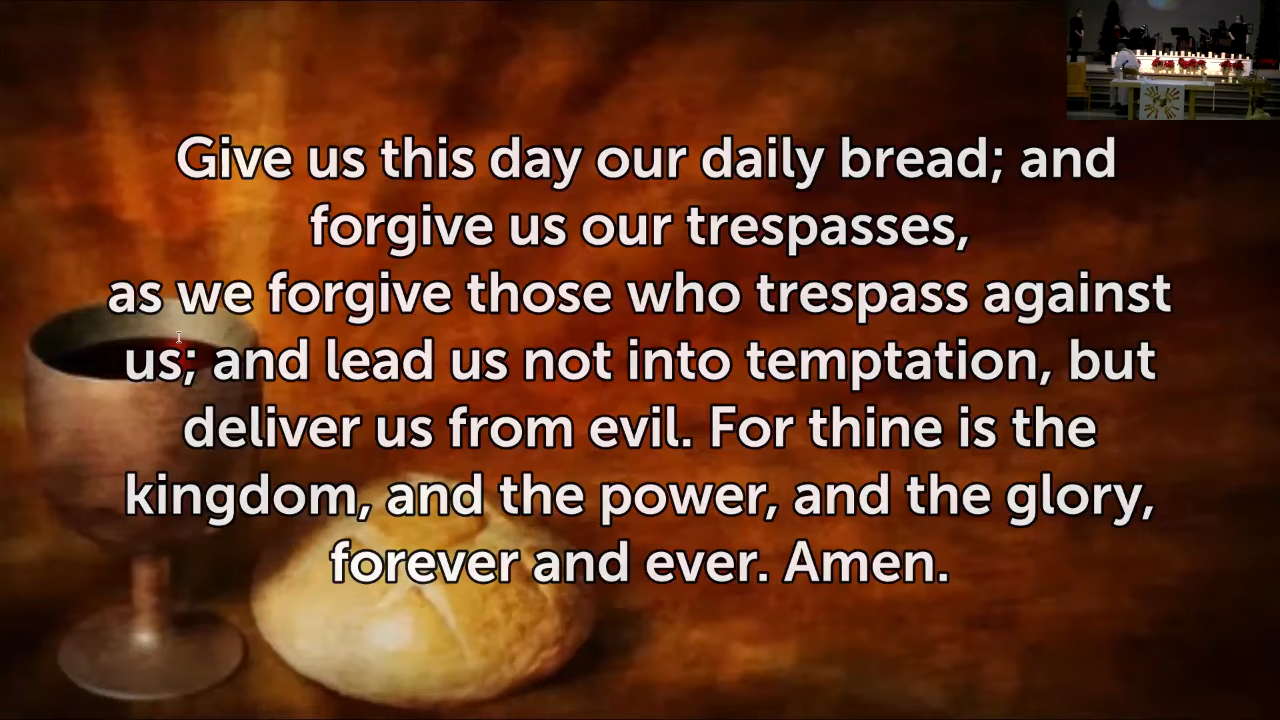 Give us this day our daily bread; and
forgive us our trespasses,
as we forgive those who trespass against
us; and lead us not into temptation, but
deliver us from evil. For thine is the
kingdom, and the power, and the glory,
forever and ever. Amen.